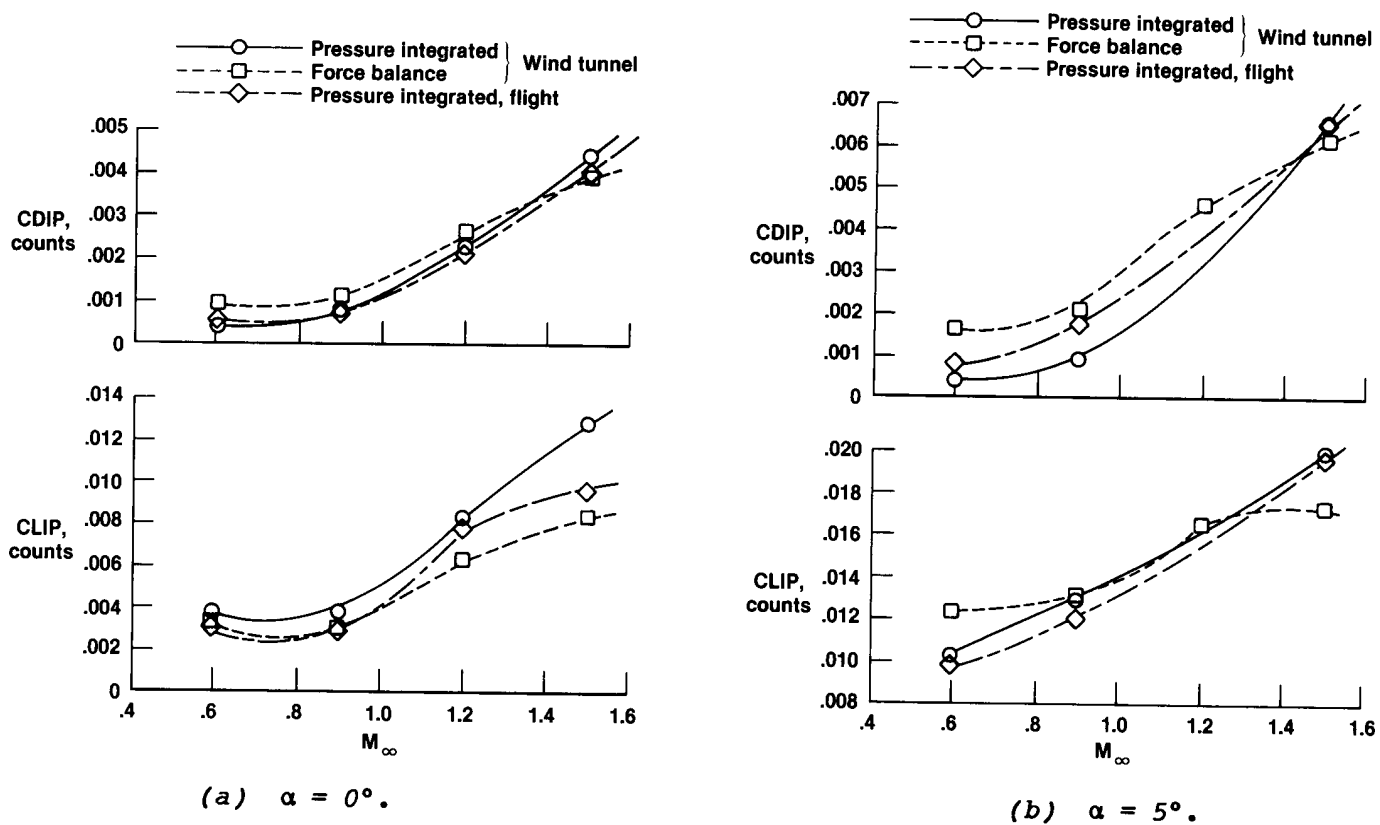 Pressure integrated
Force balance
Wind tunnel
Pressure integrated, flight
.005
.004
.003
.002
.001
0
CDIP,
counts
.014
.012
.010
.008
.006
.004
.002
0
CLIP,
counts
.4 .6 .8 1.0 1.2 1.4 1.6
M∞
(a) α = 0°.
Pressure integrated
Force balance
Wind tunnel
Pressure integrated, flight
.007
.006
.005
.004
.003
.002
.001
0
CDIP,
counts
.020
.018
.016
.014
.012
.010
.008
CLIP,
counts
.4 .6 .8 1.0 1.2 1.4 1.6
M∞
(b) α = 5°.